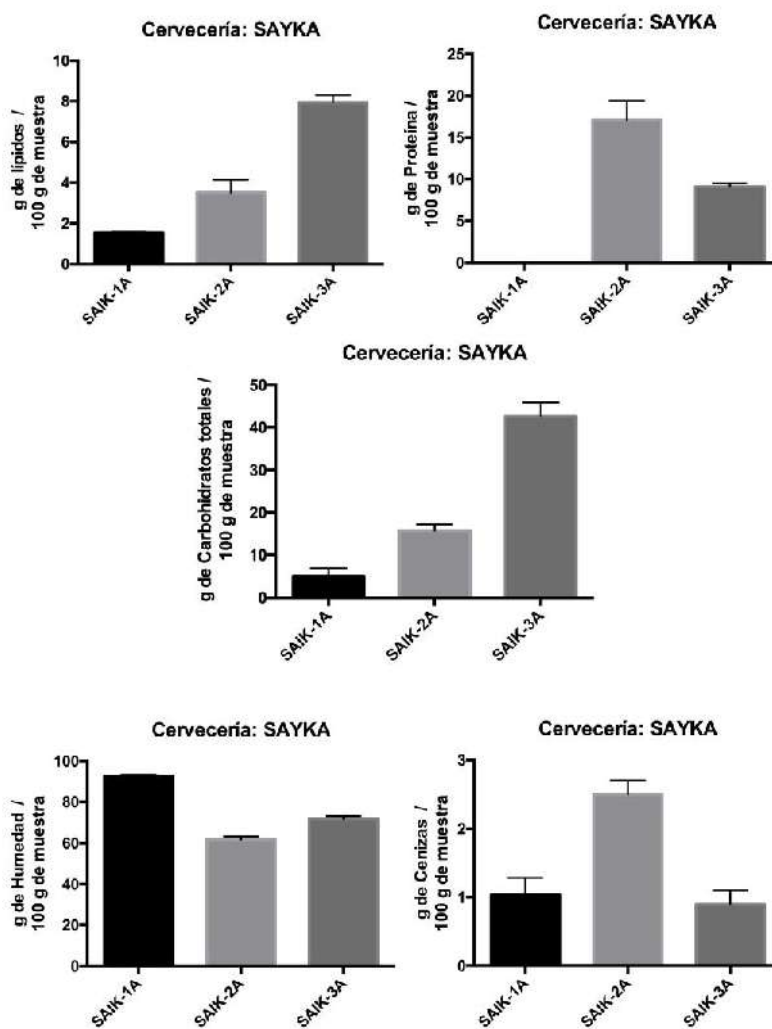 Cervecería: SAYKA
g de lípidos /
100 g de muestra
8
6
4
2
0
SAIK-1A
SAIK-2A
SAIK-3A
Cervecería: SAYKA
g de Proteína /
100 g de muestra
25
20
15
10
5
0
SAIK-1A
SAIK-2A
SAIK-3A
Cervecería: SAYKA
g de Carbohidratos totales /
100 g de muestra
50
40
30
20
10
0
SAIK-1A
SAIK-2A
SAIK-3A
Cervecería: SAYKA
g de Humedad /
100 g de muestra
100
80
60
40
20
0
SAIK-1A
SAIK-2A
SAIK-3A
Cervecería: SAYKA
g de Cenizas /
100 g de muestra
3
2
1
0
SAIK-1A
SAIK-2A
SAIK-3A